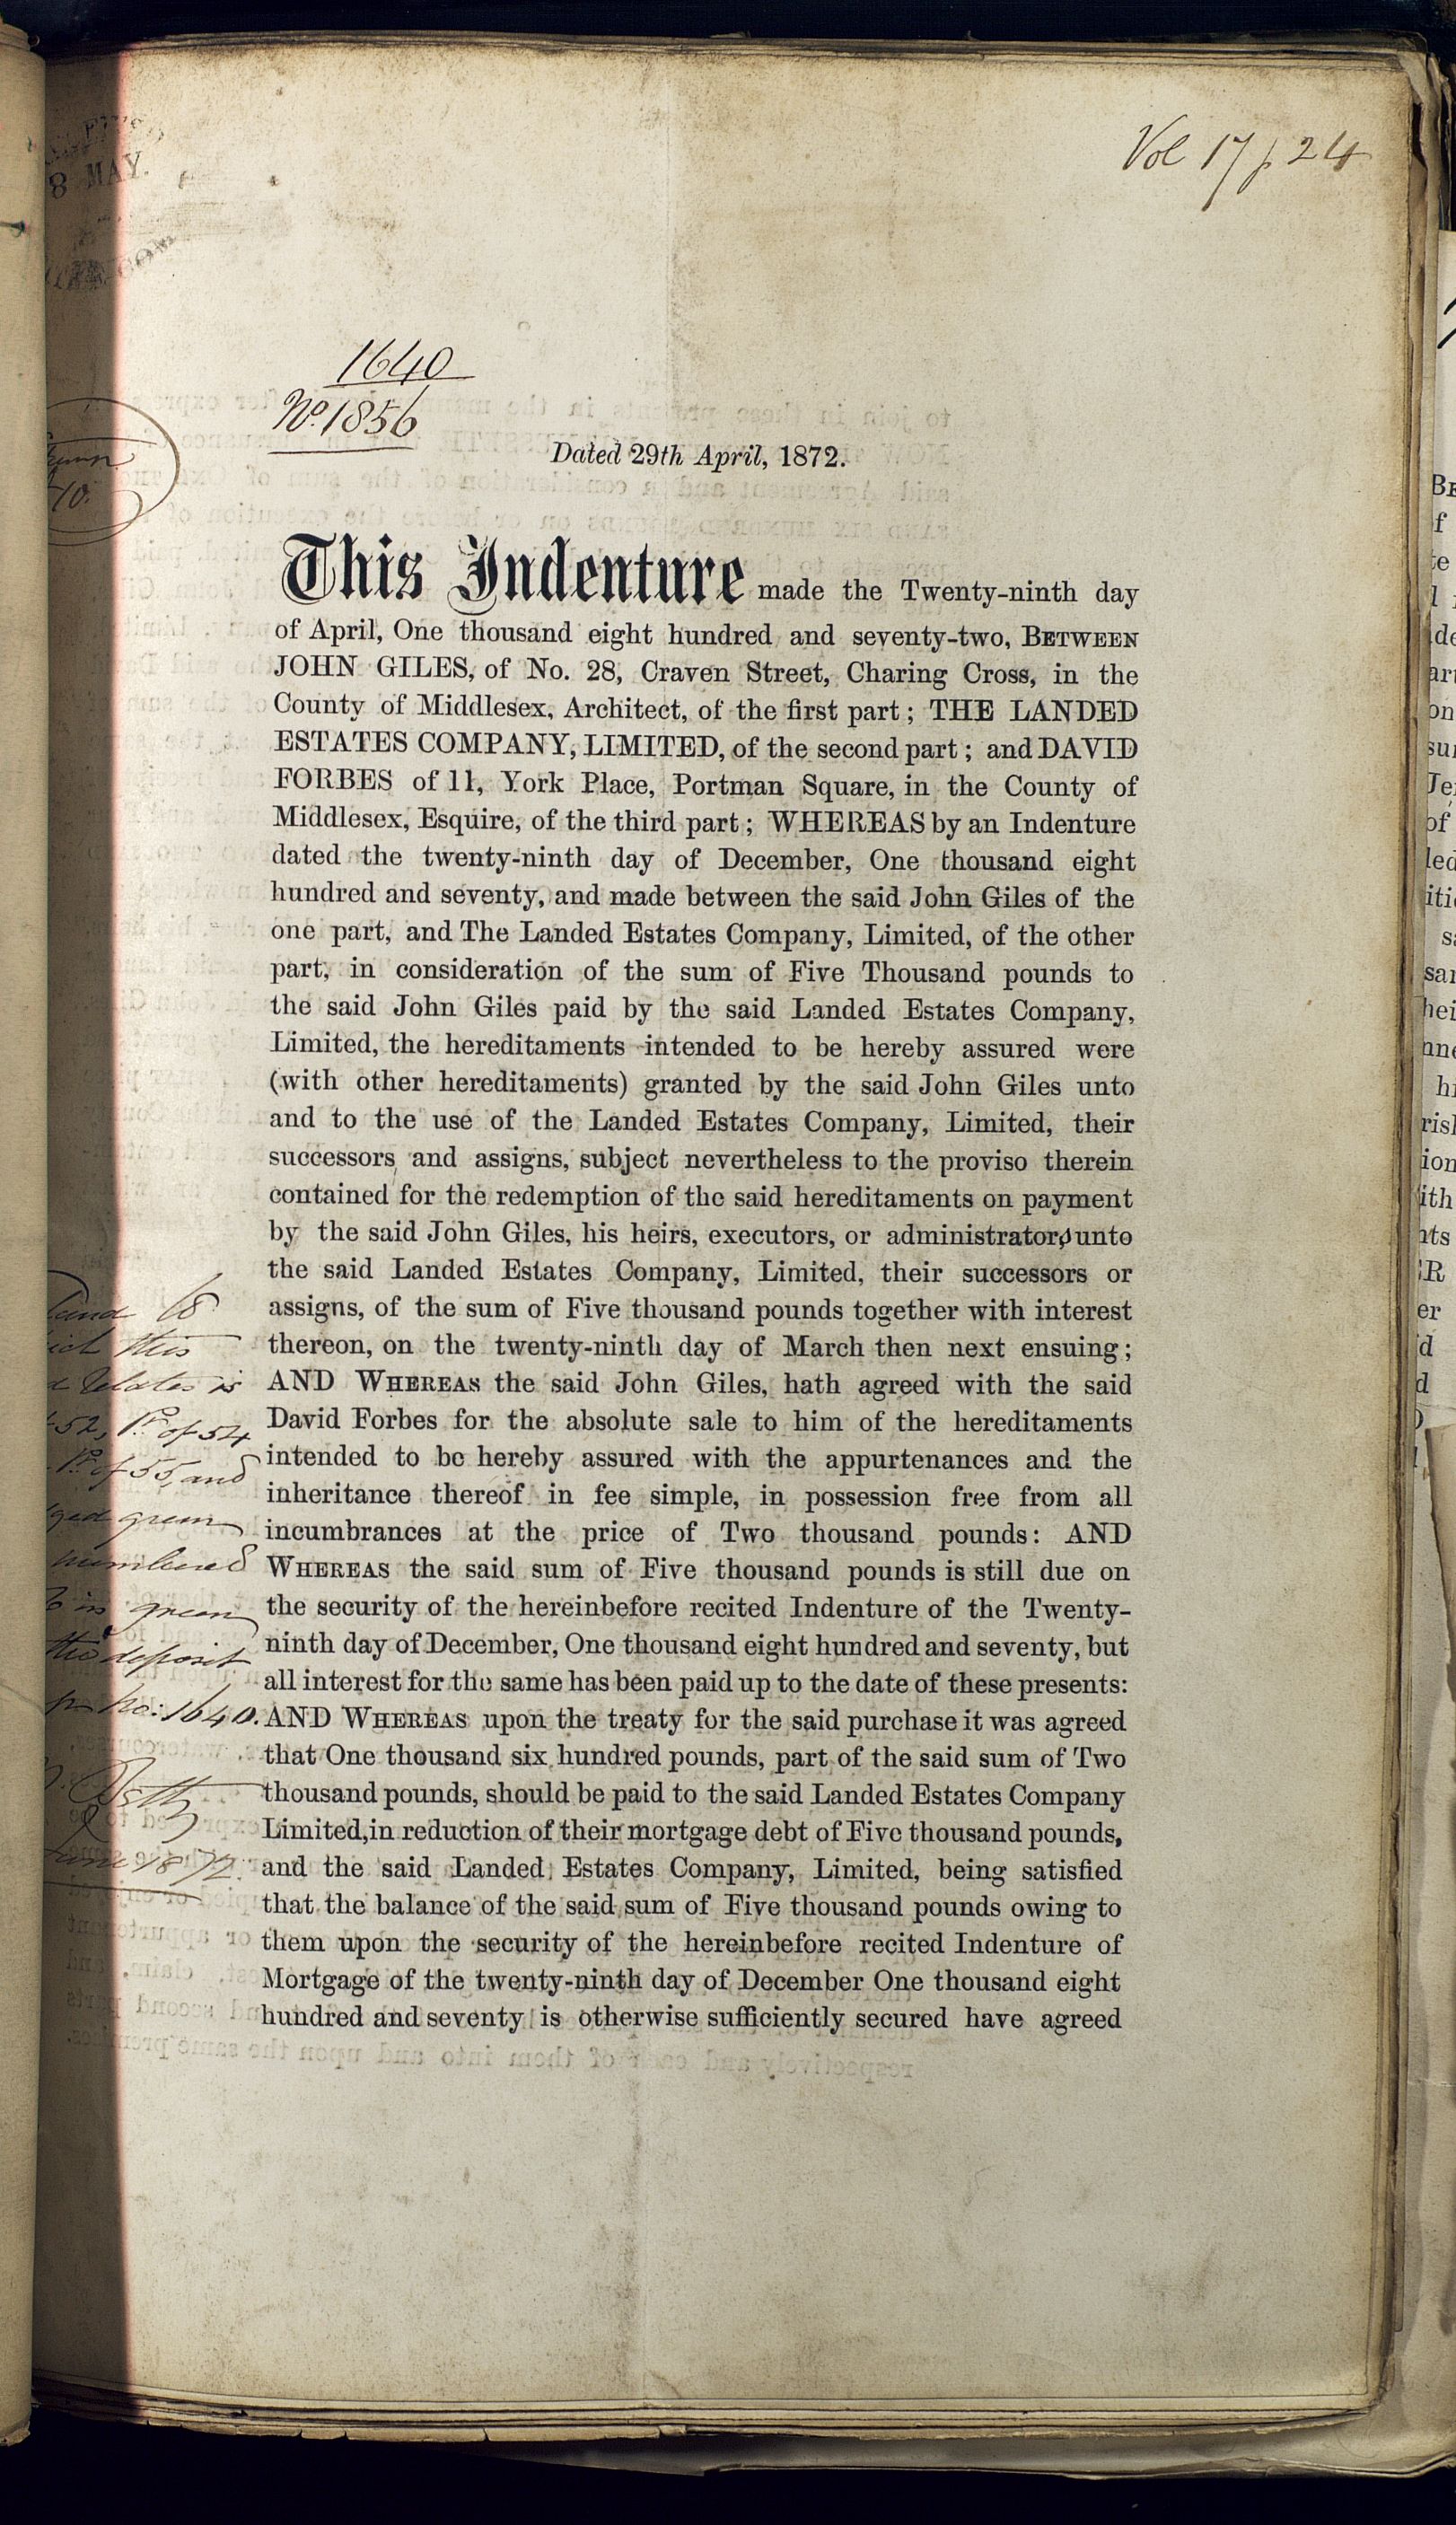 Vol 17 p 24
8 MAY.
1640
No. 1856
Dated 29th April, 1872.
This Indenture made the Twenty-ninth day
of April, One thousand eight hundred and seventy-two, BETWEEN
JOHN GILES, of No. 28, Craven Street, Charing Cross, in the
County of Middlesex, Architect, of the first part; THE LANDED
ESTATES COMPANY, LIMITED, of the second part; and DAVID
FORBES of 11, York Place, Portman Square, in the County of
Middlesex, Esquire, of the third part; WHEREAS by an Indenture
dated the twenty-ninth day of December, One thousand eight
hundred and seventy, and made between the said John Giles of the
one part, and The Landed Estates Company, Limited, of the other
part, in consideration of the sum of Five Thousand pounds to
the said John Giles paid by the said Landed Estates Company,
Limited, the hereditaments intended to be hereby assured were
(with other hereditaments) granted by the said John Giles unto
and to the use of the Landed Estates Company, Limited, their
successors, and assigns, subject nevertheless to the proviso therein
contained for the redemption of the said hereditaments on payment
by the said John Giles, his heirs, executors, or administrators unto
the said Landed Estates Company, Limited, their successors or
assigns, of the sum of Five thousand pounds together with interest
thereon, on the twenty-ninth day of March then next ensuing;
AND WHEREAS the said John Giles, hath agreed with the said
David Forbes for the absolute sale to him of the hereditaments
intended to be hereby assured with the appurtenances and the
inheritance thereof in fee simple, in possession free from all
incumbrances at the price of Two thousand pounds: AND
WHEREAS the said sum of Five thousand pounds is still due on
the security of the hereinbefore recited Indenture of the Twenty-
ninth day of December, One thousand eight hundred and seventy, but
all interest for the same has been paid up to the date of these presents:
AND WHEREAS upon the treaty for the said purchase it was agreed
that One thousand six hundred pounds, part of the said sum of Two
thousand pounds, should be paid to the said Landed Estates Company
Limited, in reduction of their mortgage debt of Five thousand pounds,
and the said Landed Estates Company, Limited, being satisfied
that the balance of the said sum of Five thousand pounds owing to
them upon the security of the hereinbefore recited Indenture of
Mortgage of the twenty-ninth day of December One thousand eight
hundred and seventy is otherwise sufficiently secured have agreed
this
relates is
52, Pt. of 54
Pt. of 55, and
green
numbered
in green
deposit
No: 1640.
1872.